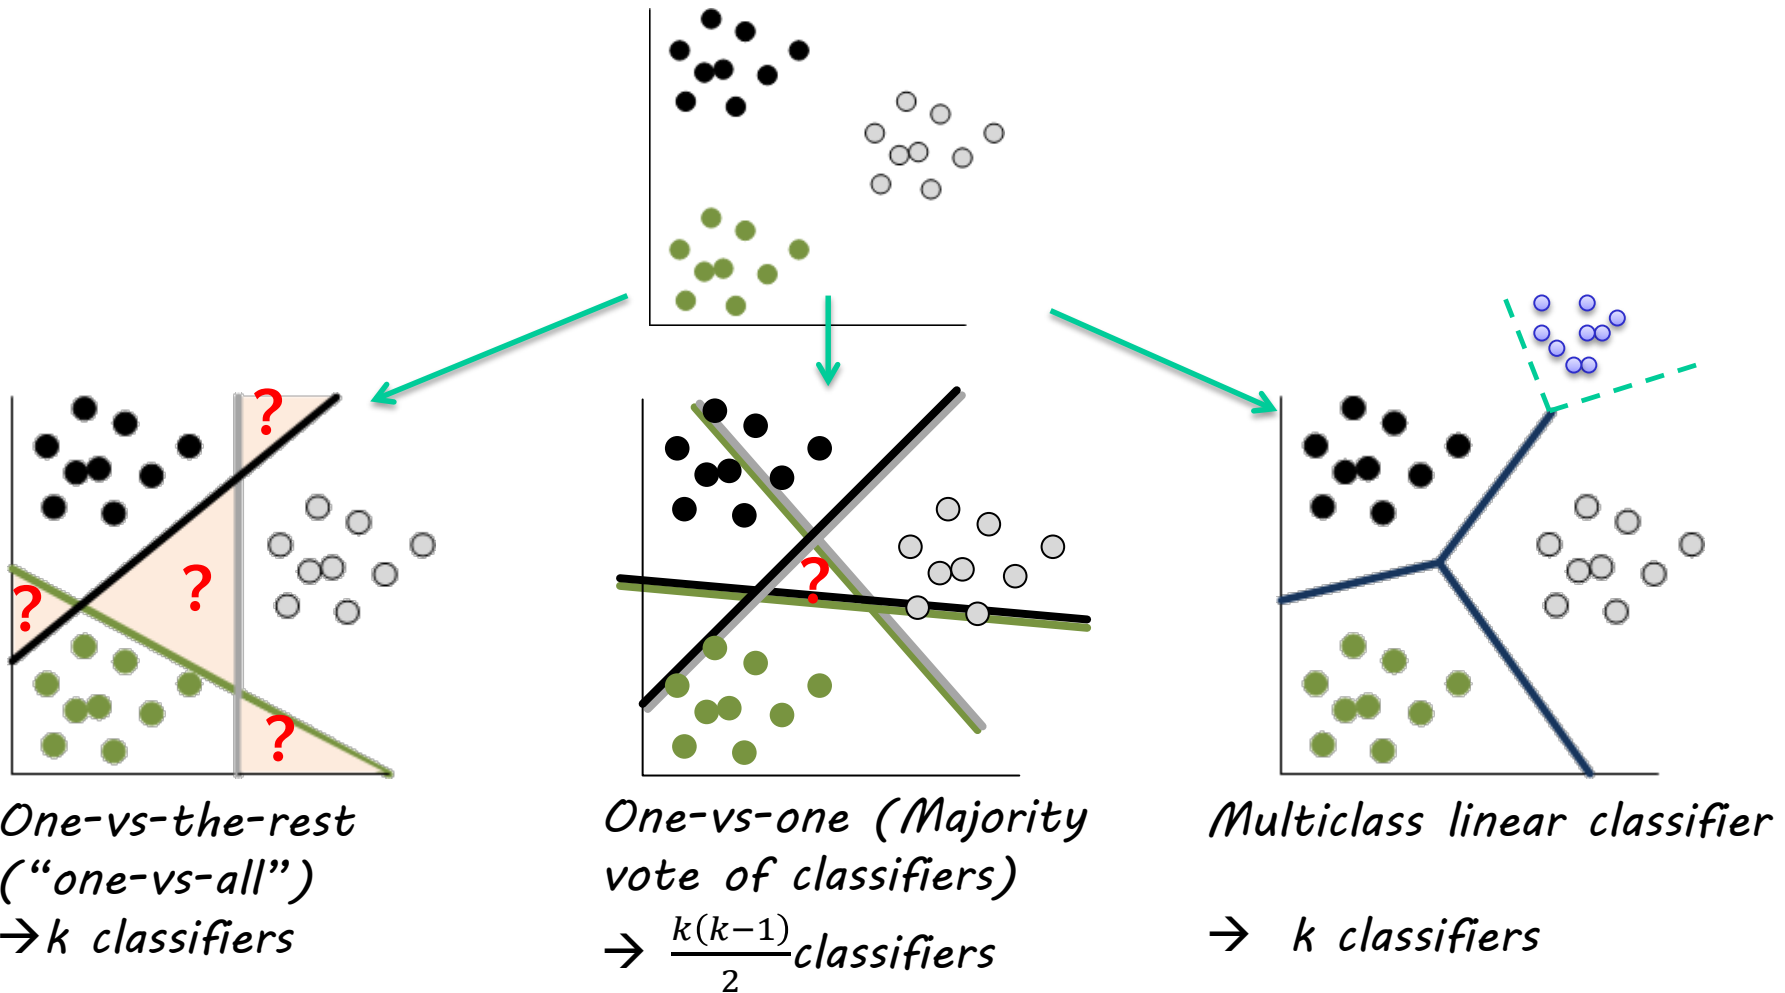 ?
?
?
?
?
One-vs-the-rest
(“one-vs-all”)
→k classifiers
One-vs-one (Majority
vote of classifiers)
→ k(k−1)/2 classifiers
Multiclass linear classifier
→ k classifiers